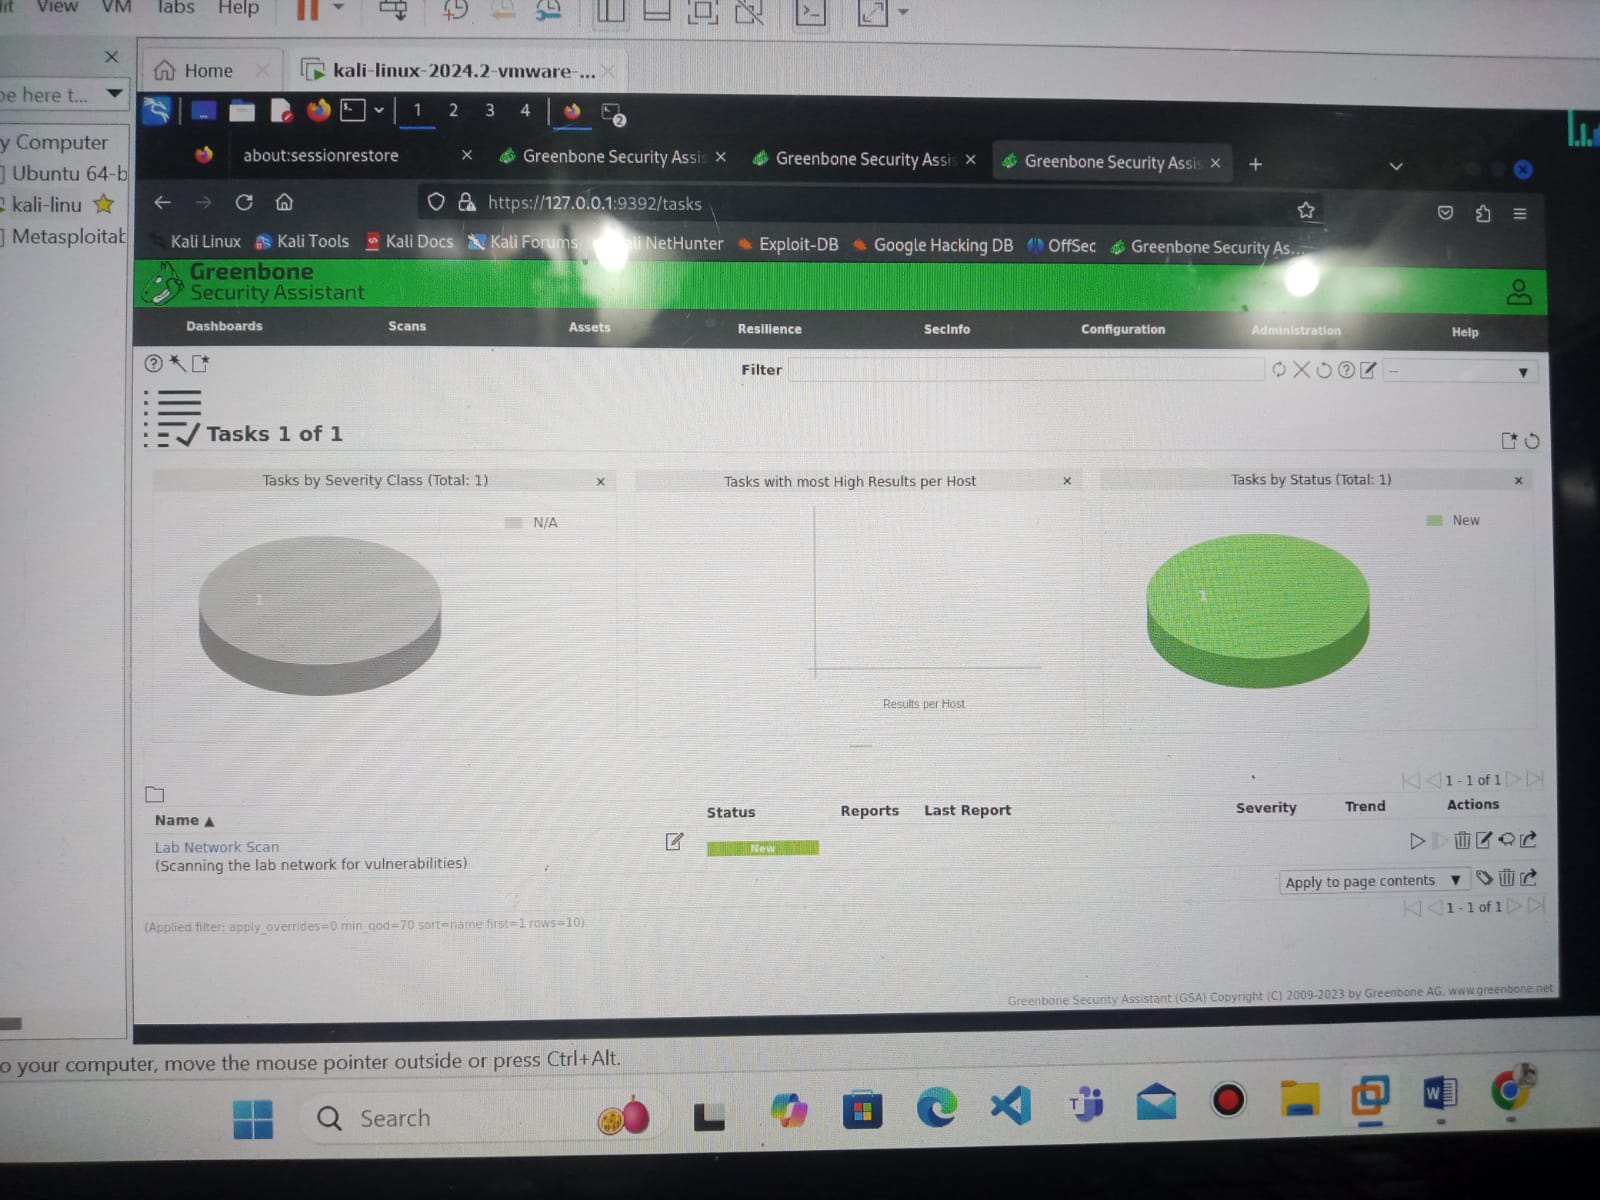 View VM Tabs Help
Home
kali-linux-2024.2-vmware-...
here t...
Computer
Ubuntu 64-b
kali-linu
Metasploitab
1 2 3 4
2
about:sessionrestore
Greenbone Security Assis
Greenbone Security Assi
Greenbone Security Assis
https://127.0.0.1:9392/tasks
Kali Linux Kali Tools Kali Docs Kali Forums NetHunter Exploit-DB Google Hacking DB OffSec Greenbone Security As...
Greenbone
Security Assistant
Dashboards Scans Assets Resilience SecInfo Configuration Administration Help
Filter
--
Tasks 1 of 1
Tasks by Severity Class (Total: 1)
N/A
1
Tasks with most High Results per Host
Results per Host
Tasks by Status (Total: 1)
New
1
1 - 1 of 1
Name ▲ Status Reports Last Report Severity Trend Actions
Lab Network Scan
New
(Scanning the lab network for vulnerabilities)
Apply to page contents ▼
1 - 1 of 1
(Applied filter: apply_overrides=0 min_qod=70 sort=name first=1 rows=10)
Greenbone Security Assistant (GSA) Copyright (C) 2009-2023 by Greenbone AG, www.greenbone.net
o your computer, move the mouse pointer outside or press Ctrl+Alt.
Search